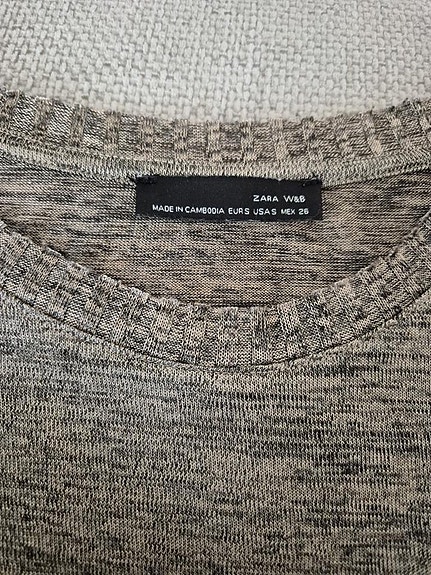 ZARA W&B
MADE IN CAMBODIA EUR S USA S MEX 26